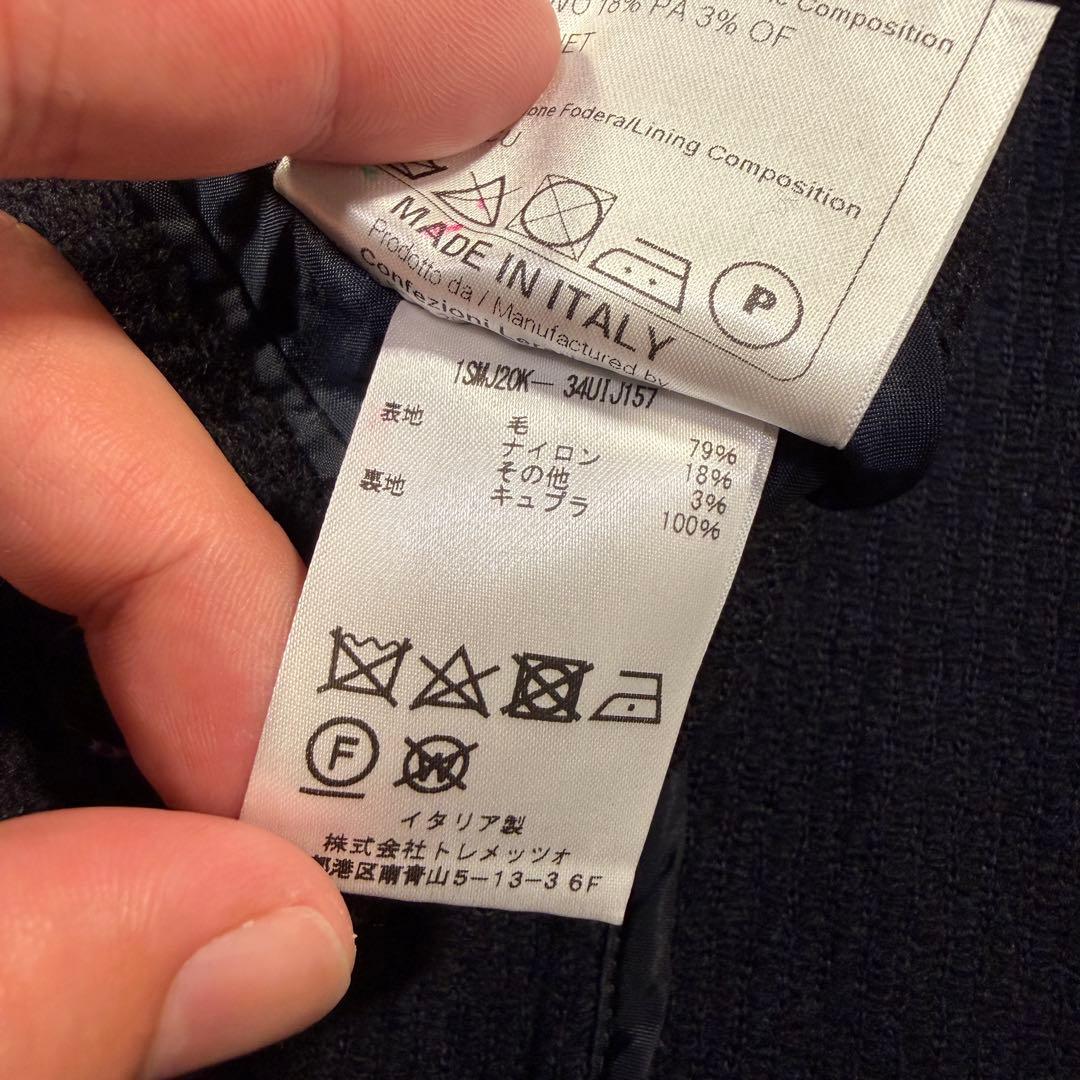 Composition
18% PA 3% OF
Fodera/Lining Composition
MADE IN ITALY
P
Prodotto da / Manufactured by
Confezioni
1SMJ20K— 34UIJ157
表地 毛 79%
ナイロン 18%
その他 3%
裏地 キュプラ 100%
F W
イタリア製
株式会社トレメッツォ
港区南青山5-13-3 6F